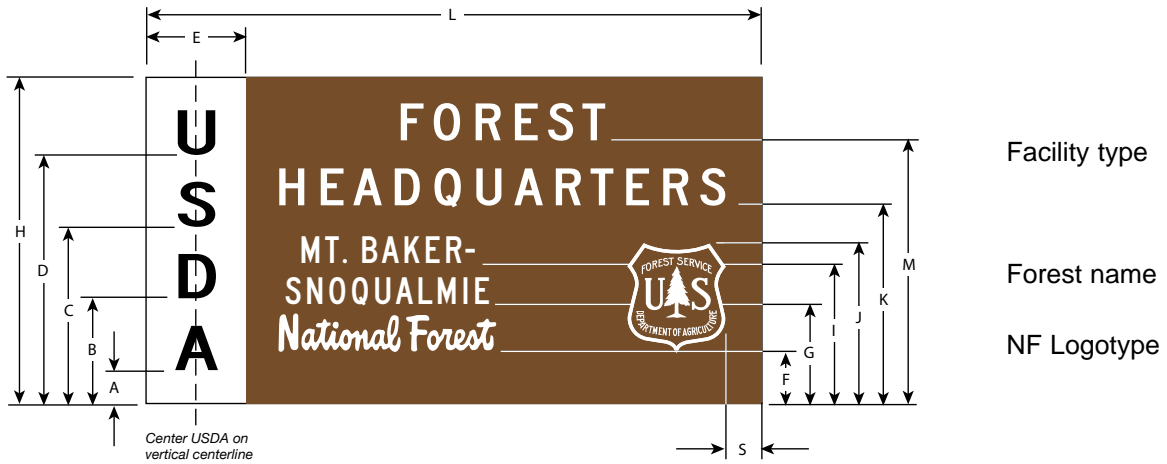 L
E
U
S
D
A
FOREST
HEADQUARTERS
MT. BAKER-
SNOQUALMIE
National Forest
FOREST SERVICE
U S
DEPARTMENT OF AGRICULTURE
H
D
C
B
A
F
G
I
J
K
M
S
Facility type
Forest name
NF Logotype
Center USDA on
vertical centerline